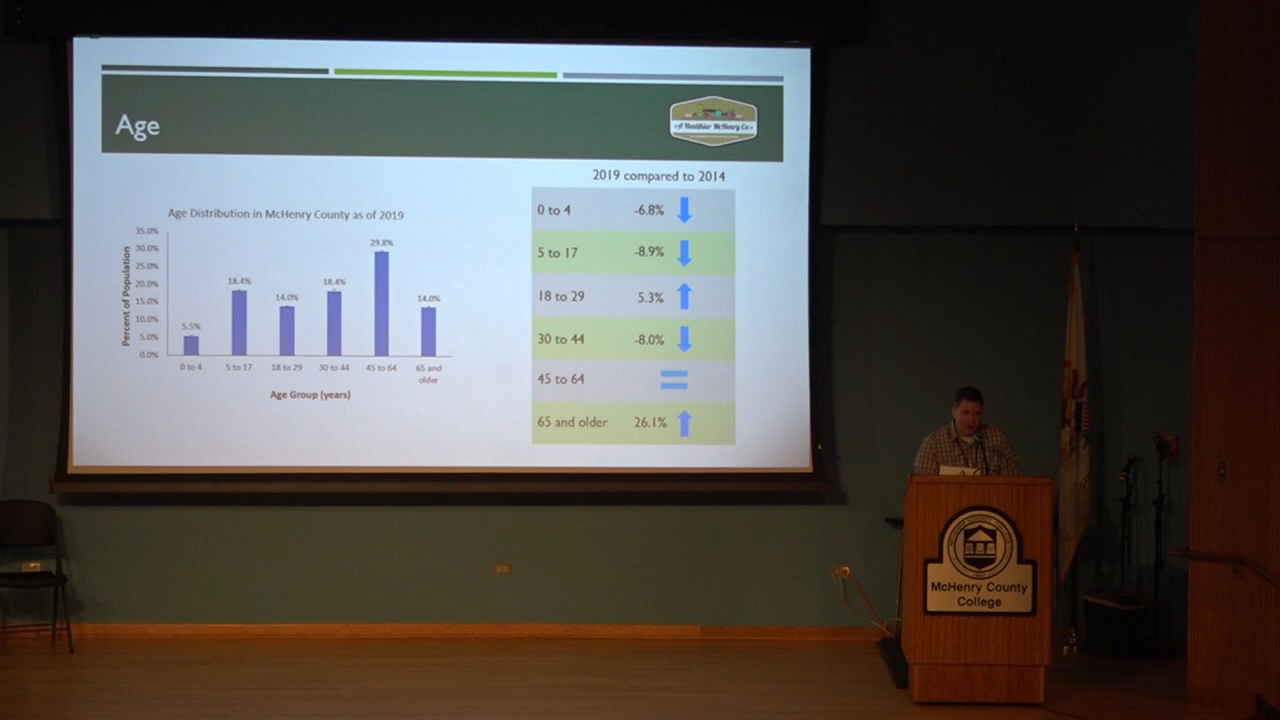 Age
A Healthier McHenry Co.
2019 compared to 2014
Age Distribution in McHenry County as of 2019
Percent of Population
35.0%
30.0%
25.0%
20.0%
15.0%
10.0%
5.0%
0.0%
5.5%
18.4%
14.0%
18.4%
29.8%
14.0%
0 to 4
5 to 17
18 to 29
30 to 44
45 to 64
65 and
older
Age Group (years)
0 to 4 -6.8%
5 to 17 -8.9%
18 to 29 5.3%
30 to 44 -8.0%
45 to 64
65 and older 26.1%
McHenry County
College